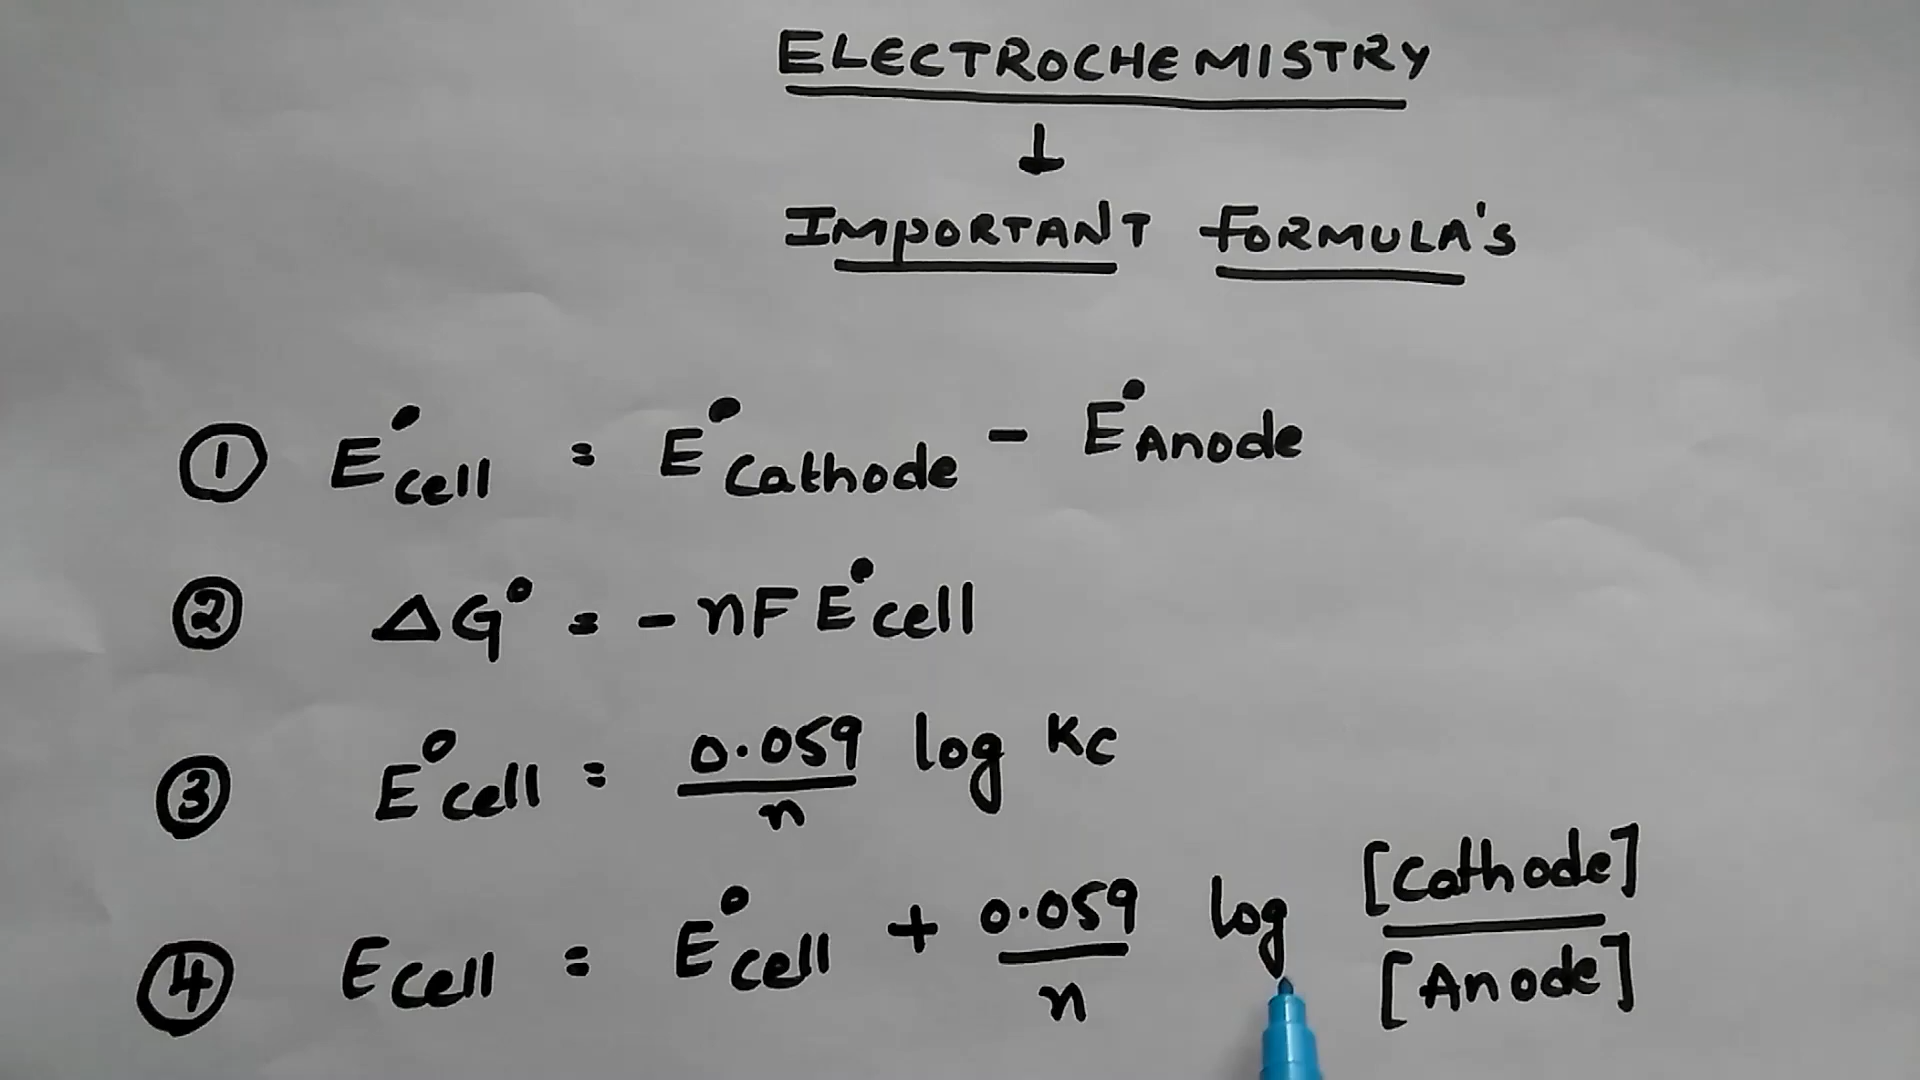 ELECTROCHEMISTRY
↓
IMPORTANT FORMULA'S
① E°cell = E°Cathode - E°Anode
② ΔG° = -nFE°cell
③ E°cell = 0.059/n log Kc
④ Ecell = E°cell + 0.059/n log [Cathode]/[Anode]